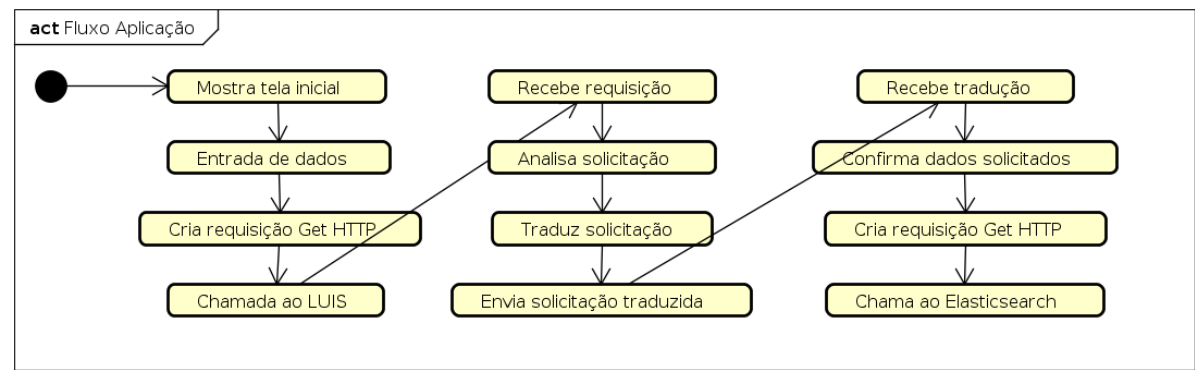 act Fluxo Aplicação
Mostra tela inicial
Entrada de dados
Cria requisição Get HTTP
Chamada ao LUIS
Recebe requisição
Analisa solicitação
Traduz solicitação
Envia solicitação traduzida
Recebe tradução
Confirma dados solicitados
Cria requisição Get HTTP
Chama ao Elasticsearch